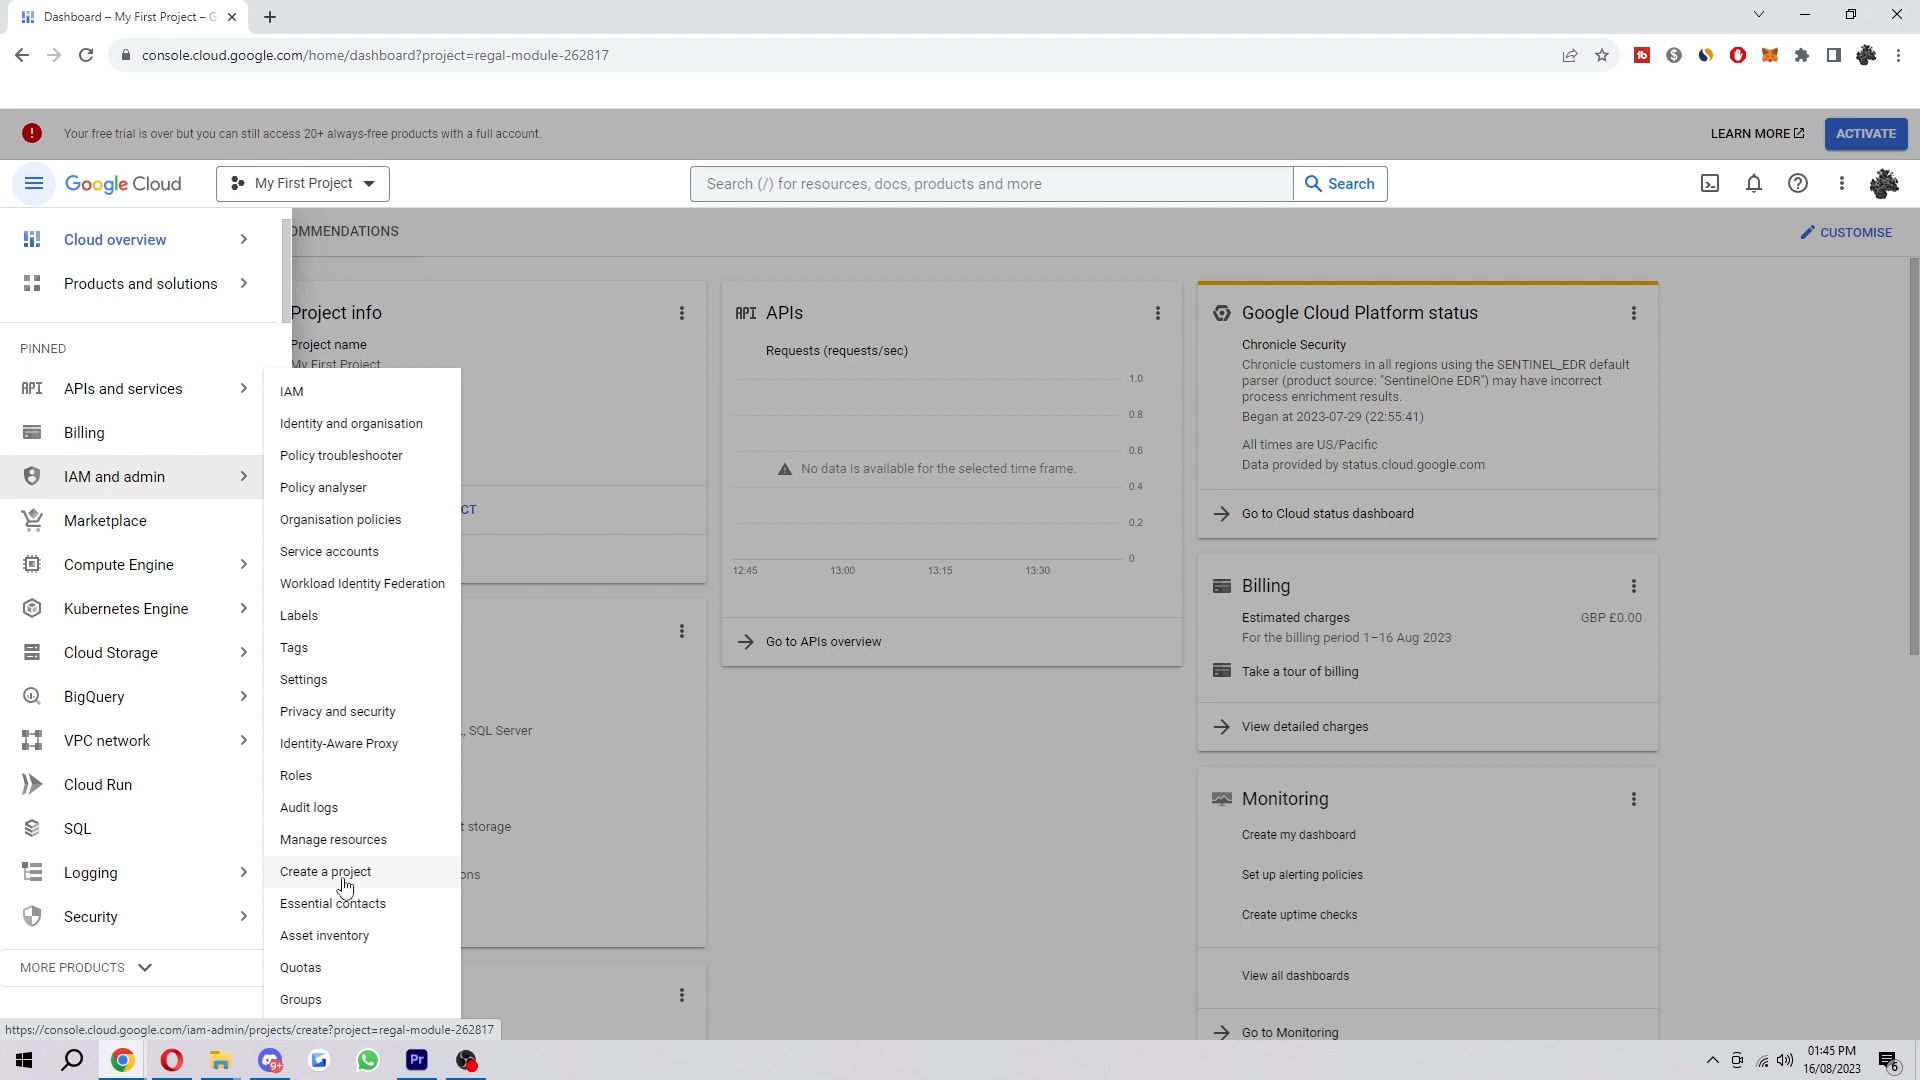 Dashboard – My First Project – G
console.cloud.google.com/home/dashboard?project=regal-module-262817
Your free trial is over but you can still access 20+ always-free products with a full account.
LEARN MORE
ACTIVATE
Google Cloud
My First Project
Search (/) for resources, docs, products and more
Search
Cloud overview
Products and solutions
PINNED
API APIs and services
Billing
IAM and admin
Marketplace
Compute Engine
Kubernetes Engine
Cloud Storage
BigQuery
VPC network
Cloud Run
SQL
Logging
Security
MORE PRODUCTS
IAM
Identity and organisation
Policy troubleshooter
Policy analyser
Organisation policies
Service accounts
Workload Identity Federation
Labels
Tags
Settings
Privacy and security
Identity-Aware Proxy
Roles
Audit logs
Manage resources
Create a project
Essential contacts
Asset inventory
Quotas
Groups
OMMENDATIONS
CUSTOMISE
Project info
Project name
My First Project
CT
, SQL Server
t storage
ons
API APIs
Requests (requests/sec)
1.0
0.8
0.6
No data is available for the selected time frame.
0.4
0.2
0
12:45
13:00
13:15
13:30
Go to APIs overview
Google Cloud Platform status
Chronicle Security
Chronicle customers in all regions using the SENTINEL_EDR default
parser (product source: "SentinelOne EDR") may have incorrect
process enrichment results.
Began at 2023-07-29 (22:55:41)
All times are US/Pacific
Data provided by status.cloud.google.com
Go to Cloud status dashboard
Billing
Estimated charges
GBP £0.00
For the billing period 1–16 Aug 2023
Take a tour of billing
View detailed charges
Monitoring
Create my dashboard
Set up alerting policies
Create uptime checks
View all dashboards
Go to Monitoring
https://console.cloud.google.com/iam-admin/projects/create?project=regal-module-262817
9+
Pr
01:45 PM
16/08/2023
6